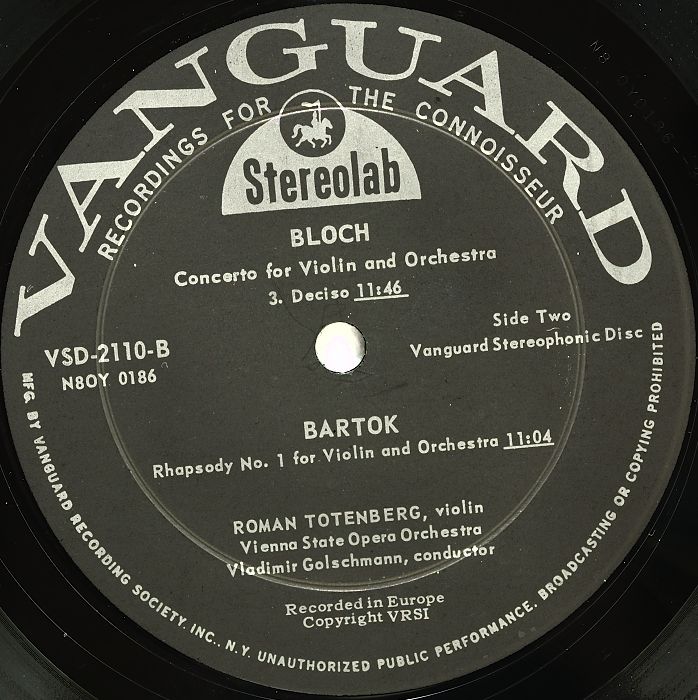 VANGUARD
RECORDINGS FOR THE CONNOISSEUR
Stereolab
BLOCH
Concerto for Violin and Orchestra
3. Deciso 11:46
Side Two
Vanguard Stereophonic Disc
VSD-2110-B
N8OY 0186
BARTOK
Rhapsody No. 1 for Violin and Orchestra 11:04
ROMAN TOTENBERG, violin
Vienna State Opera Orchestra
Vladimir Golschmann, conductor
Recorded in Europe
Copyright VRSI
MFG. BY VANGUARD RECORDING SOCIETY, INC., N.Y. UNAUTHORIZED PUBLIC PERFORMANCE, BROADCASTING OR COPYING PROHIBITED